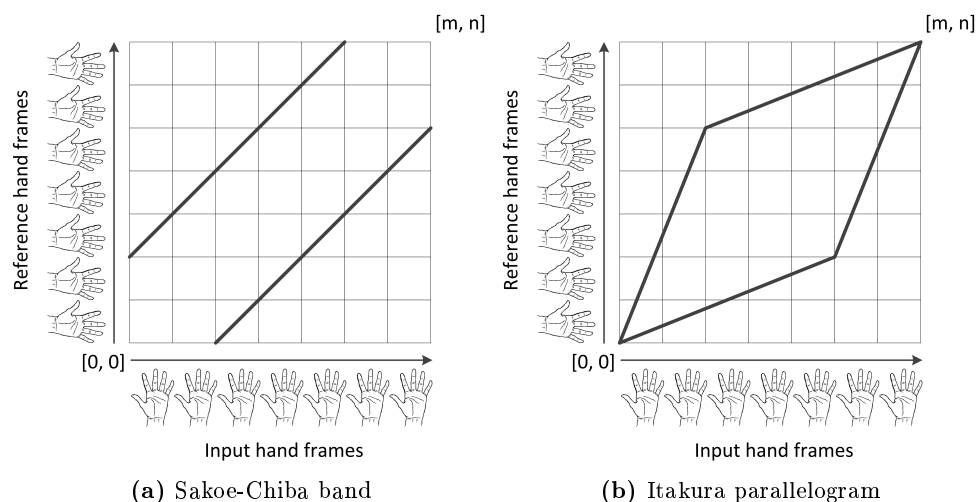 [m, n]
Reference hand frames
[0, 0]
Input hand frames
(a) Sakoe-Chiba band
[m, n]
Reference hand frames
[0, 0]
Input hand frames
(b) Itakura parallelogram